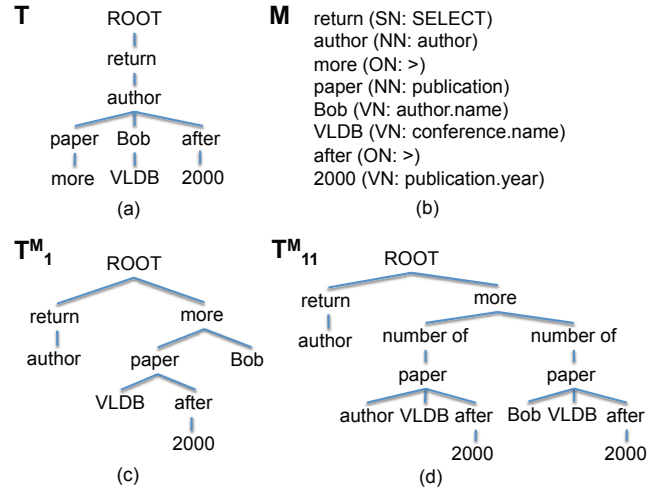 T
ROOT
return
author
paper Bob after
more VLDB 2000
(a)
M
return (SN: SELECT)
author (NN: author)
more (ON: >)
paper (NN: publication)
Bob (VN: author.name)
VLDB (VN: conference.name)
after (ON: >)
2000 (VN: publication.year)
(b)
TM1
ROOT
return more
author paper Bob
VLDB after
2000
(c)
TM11
ROOT
return more
author number of number of
paper paper
author VLDB after Bob VLDB after
2000 2000
(d)